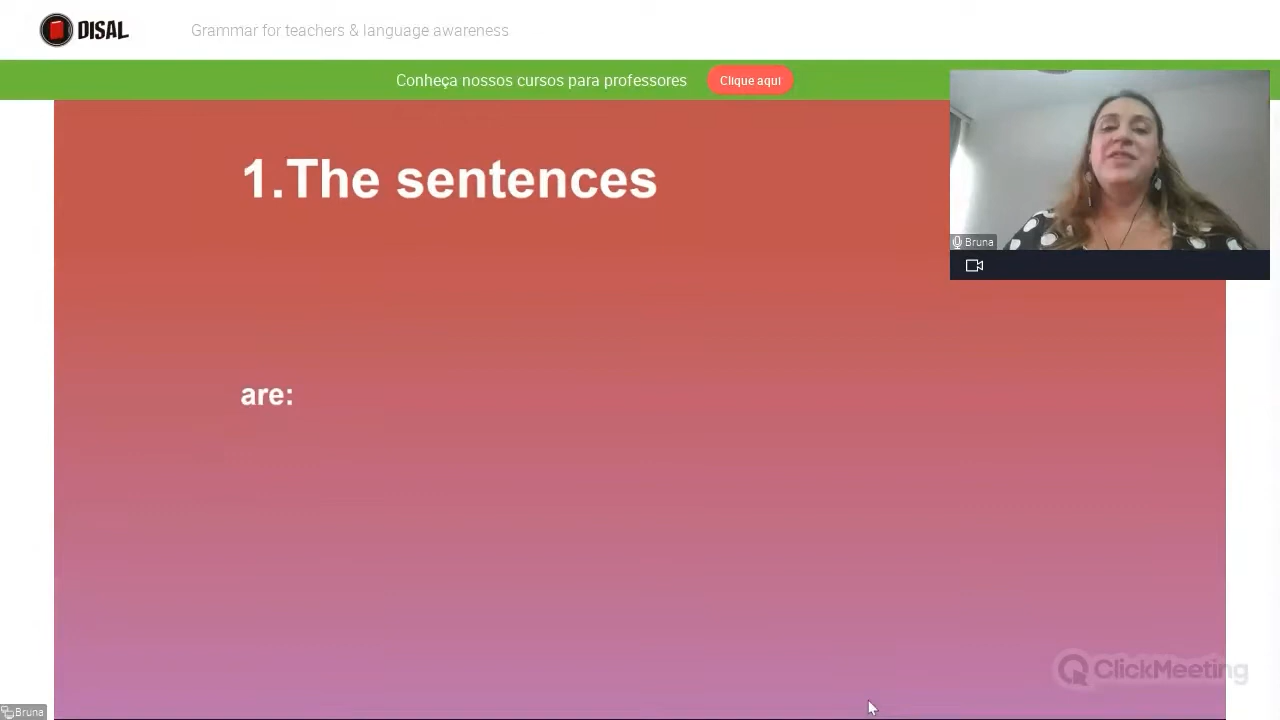 DISAL
Grammar for teachers & language awareness
Conheça nossos cursos para professores
Clique aqui
1.The sentences
Bruna
are:
ClickMeeting
Bruna